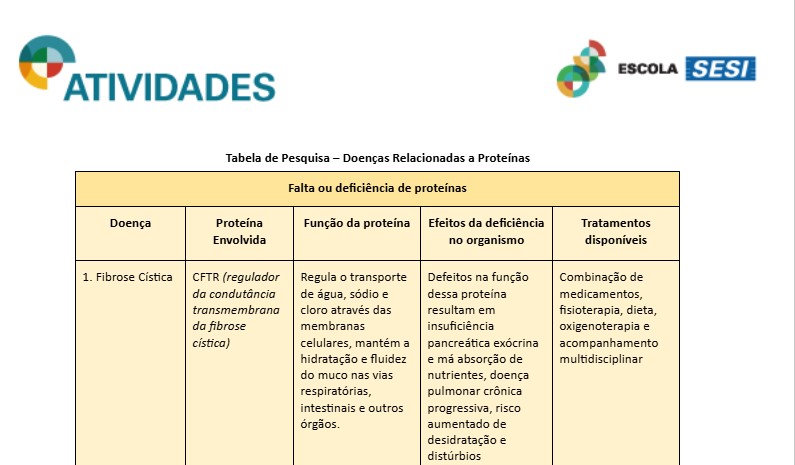 ATIVIDADES
ESCOLA SESI
Tabela de Pesquisa – Doenças Relacionadas a Proteínas
Falta ou deficiência de proteínas
Doença
Proteína
Envolvida
Função da proteína
Efeitos da deficiência
no organismo
Tratamentos
disponíveis
1. Fibrose Cística
CFTR (regulador
da condutância
transmembrana
da fibrose
cística)
Regula o transporte
de água, sódio e
cloro através das
membranas
celulares, mantém a
hidratação e fluidez
do muco nas vias
respiratórias,
intestinais e outros
órgãos.
Defeitos na função
dessa proteína
resultam em
insuficiência
pancreática exócrina
e má absorção de
nutrientes, doença
pulmonar crônica
progressiva, risco
aumentado de
desidratação e
distúrbios
Combinação de
medicamentos,
fisioterapia, dieta,
oxigenoterapia e
acompanhamento
multidisciplinar